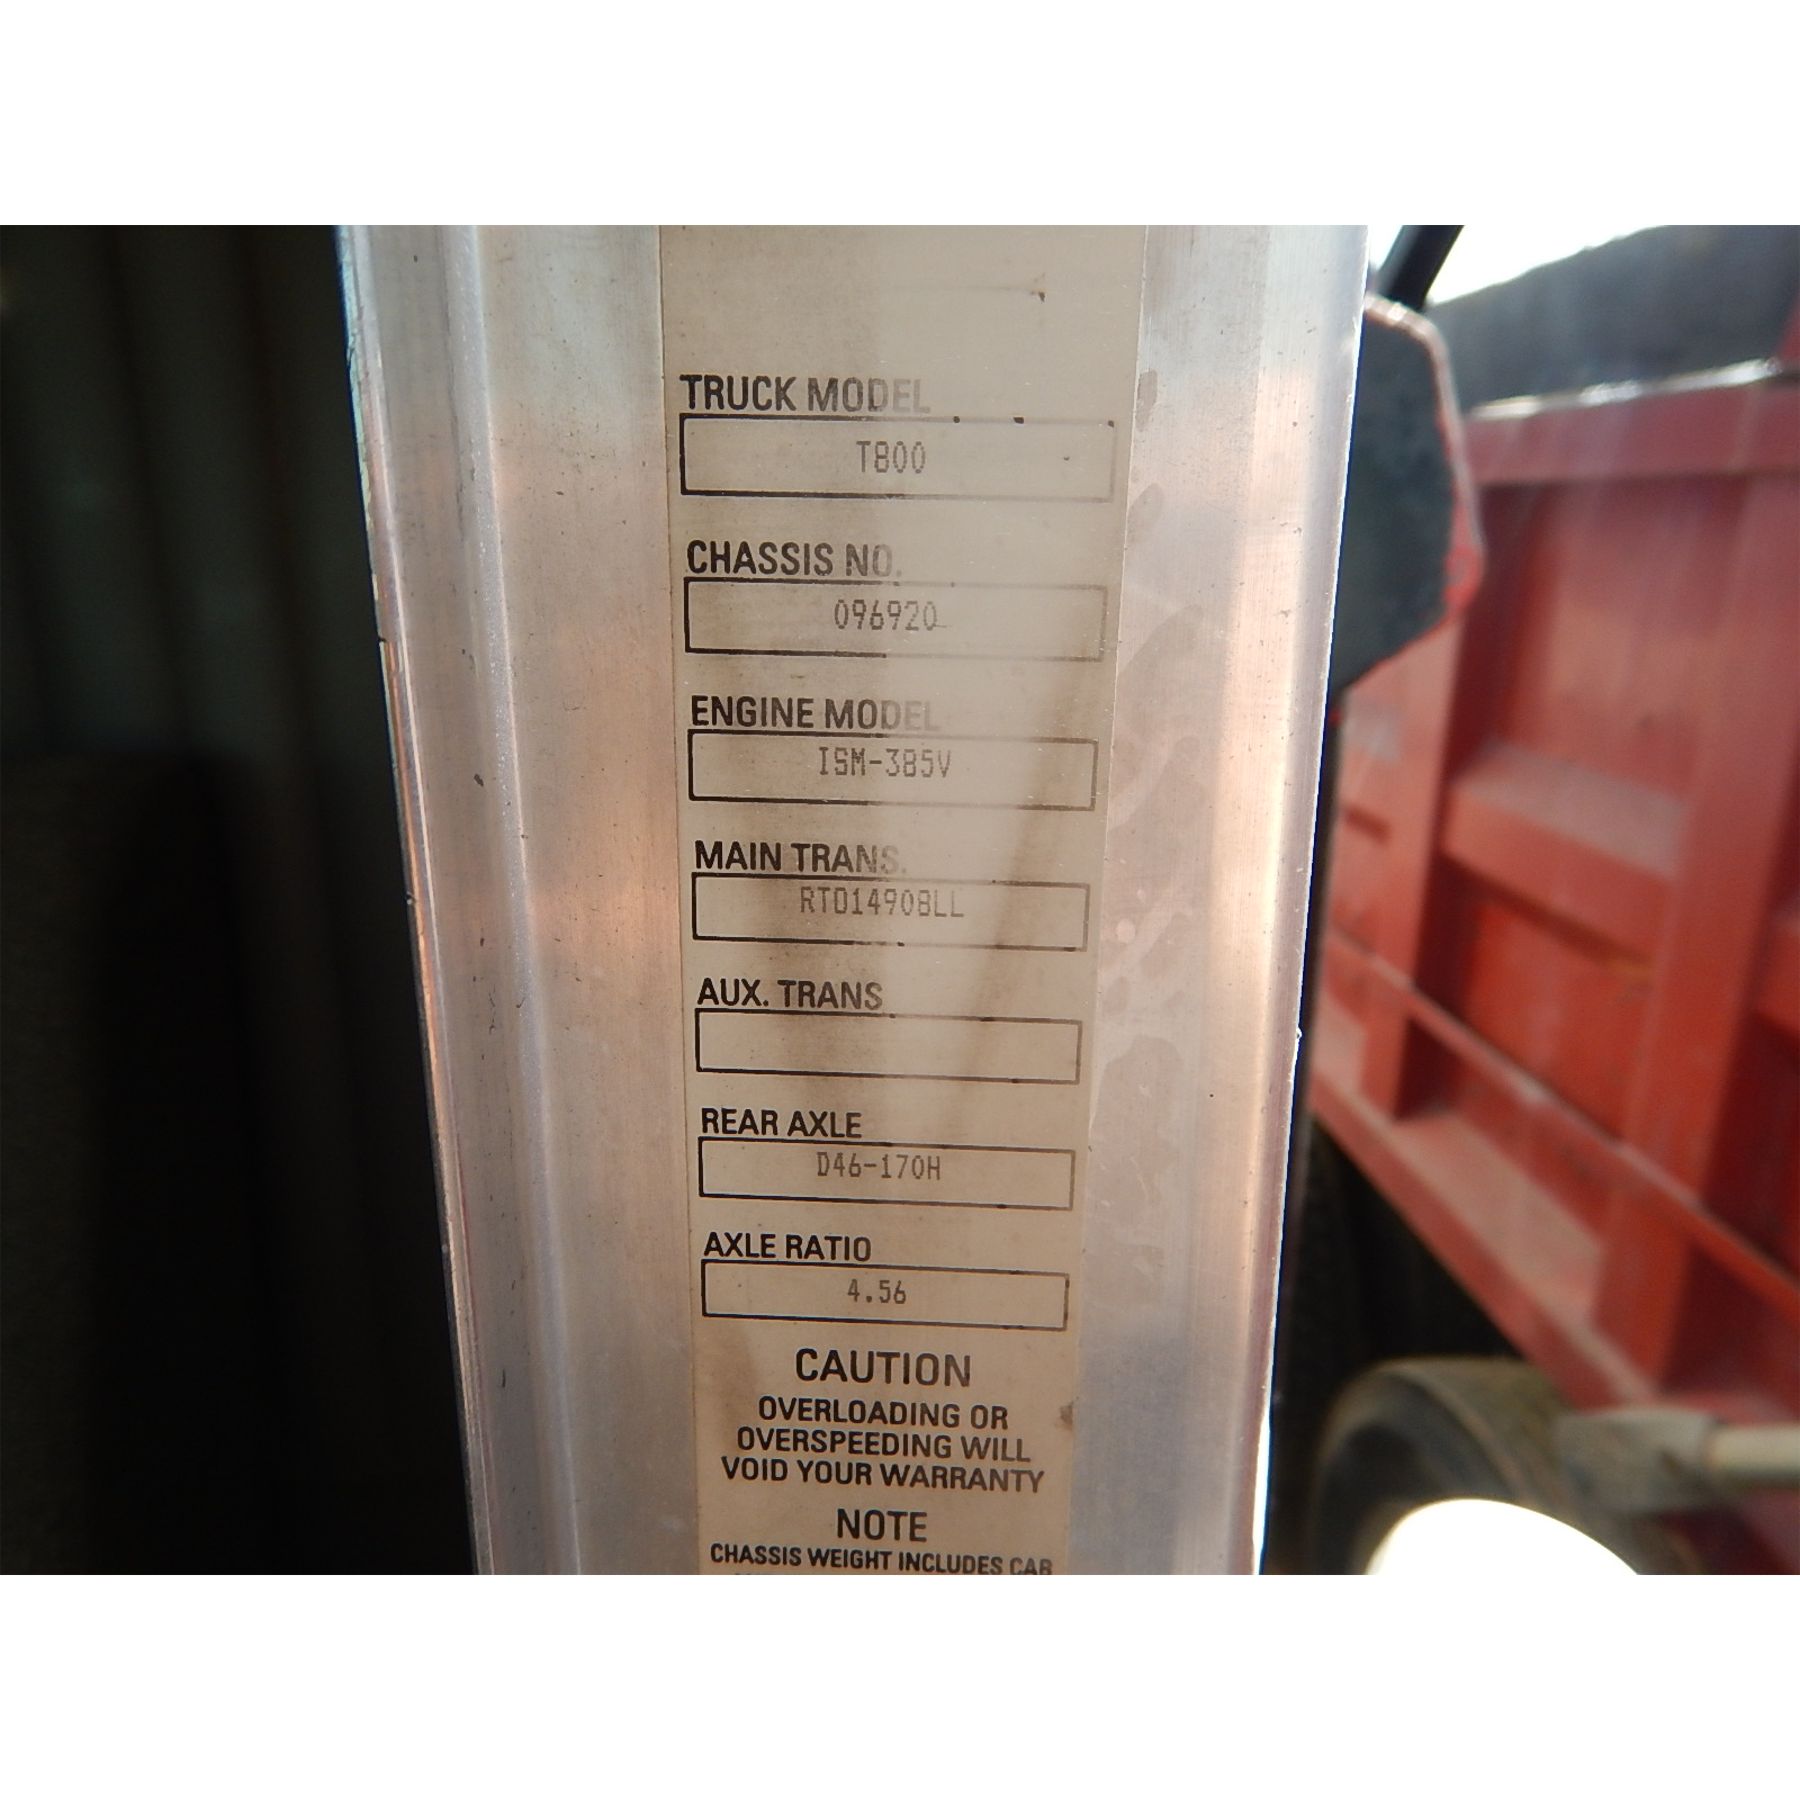 TRUCK MODEL
T800
CHASSIS NO.
096920
ENGINE MODEL
ISM-385V
MAIN TRANS.
RTO14908LL
AUX. TRANS
REAR AXLE
D46-170H
AXLE RATIO
4.56
CAUTION
OVERLOADING OR
OVERSPEEDING WILL
VOID YOUR WARRANTY
NOTE
CHASSIS WEIGHT INCLUDES CAB